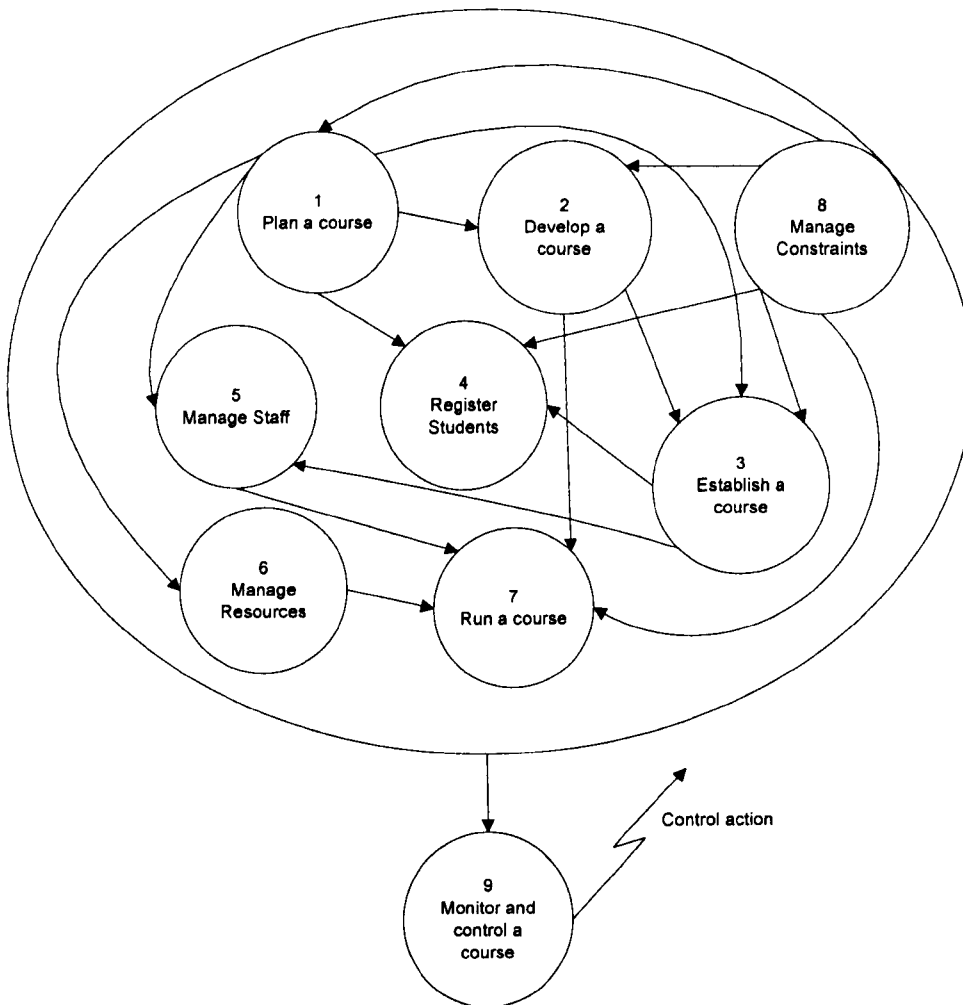 1
Plan a course
2
Develop a
course
8
Manage
Constraints
5
Manage Staff
4
Register
Students
3
Establish a
course
6
Manage
Resources
7
Run a course
Control action
9
Monitor and
control a
course